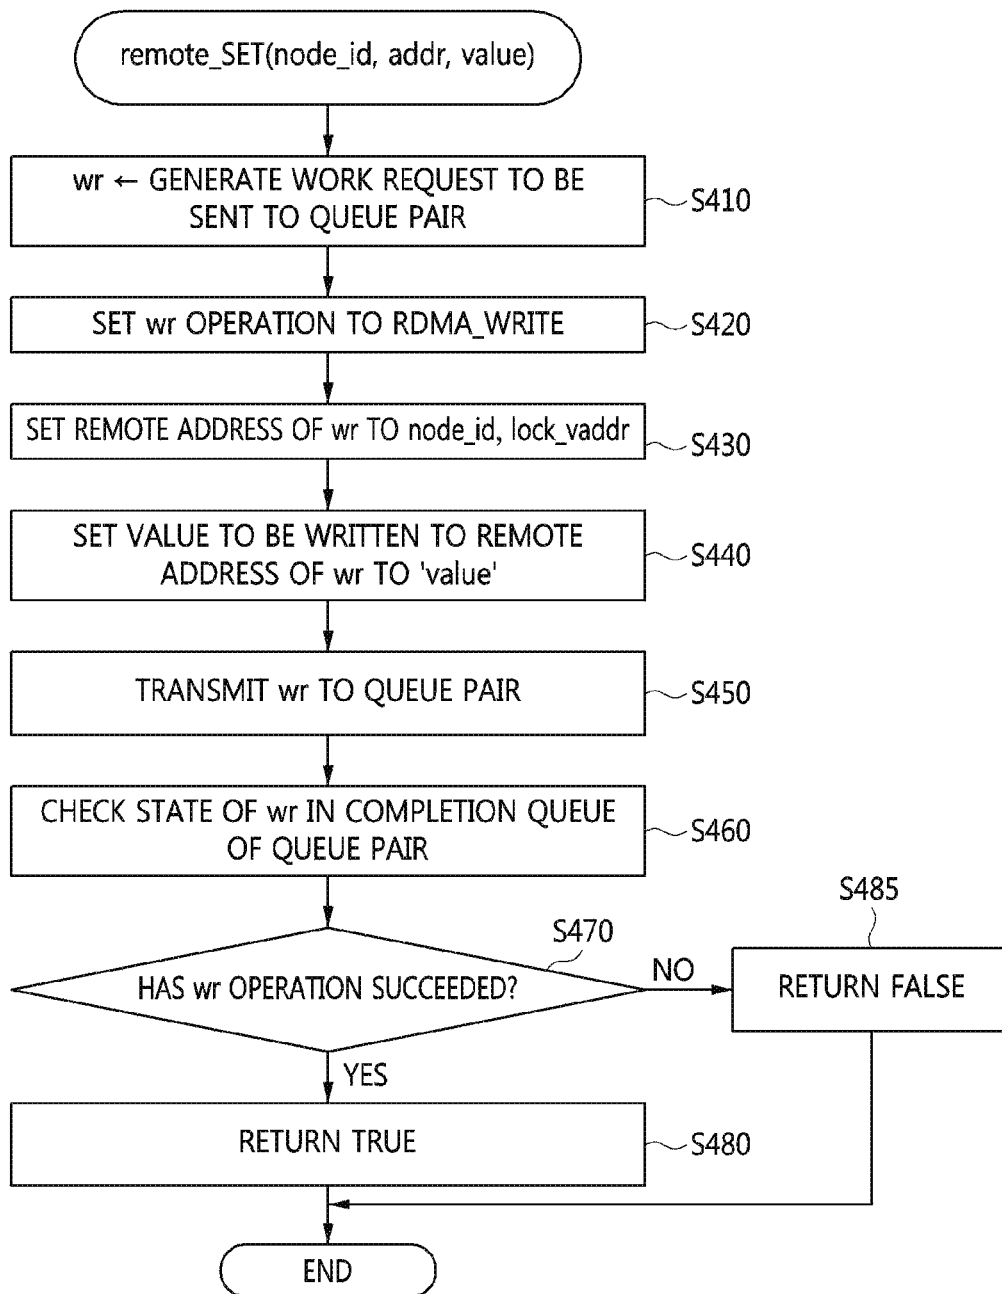 remote_SET(node_id, addr, value)
wr ← GENERATE WORK REQUEST TO BE
SENT TO QUEUE PAIR
S410
SET wr OPERATION TO RDMA_WRITE
S420
SET REMOTE ADDRESS OF wr TO node_id, lock_vaddr
S430
SET VALUE TO BE WRITTEN TO REMOTE
ADDRESS OF wr TO 'value'
S440
TRANSMIT wr TO QUEUE PAIR
S450
CHECK STATE OF wr IN COMPLETION QUEUE
OF QUEUE PAIR
S460
HAS wr OPERATION SUCCEEDED?
S470
NO
S485
RETURN FALSE
YES
RETURN TRUE
S480
END